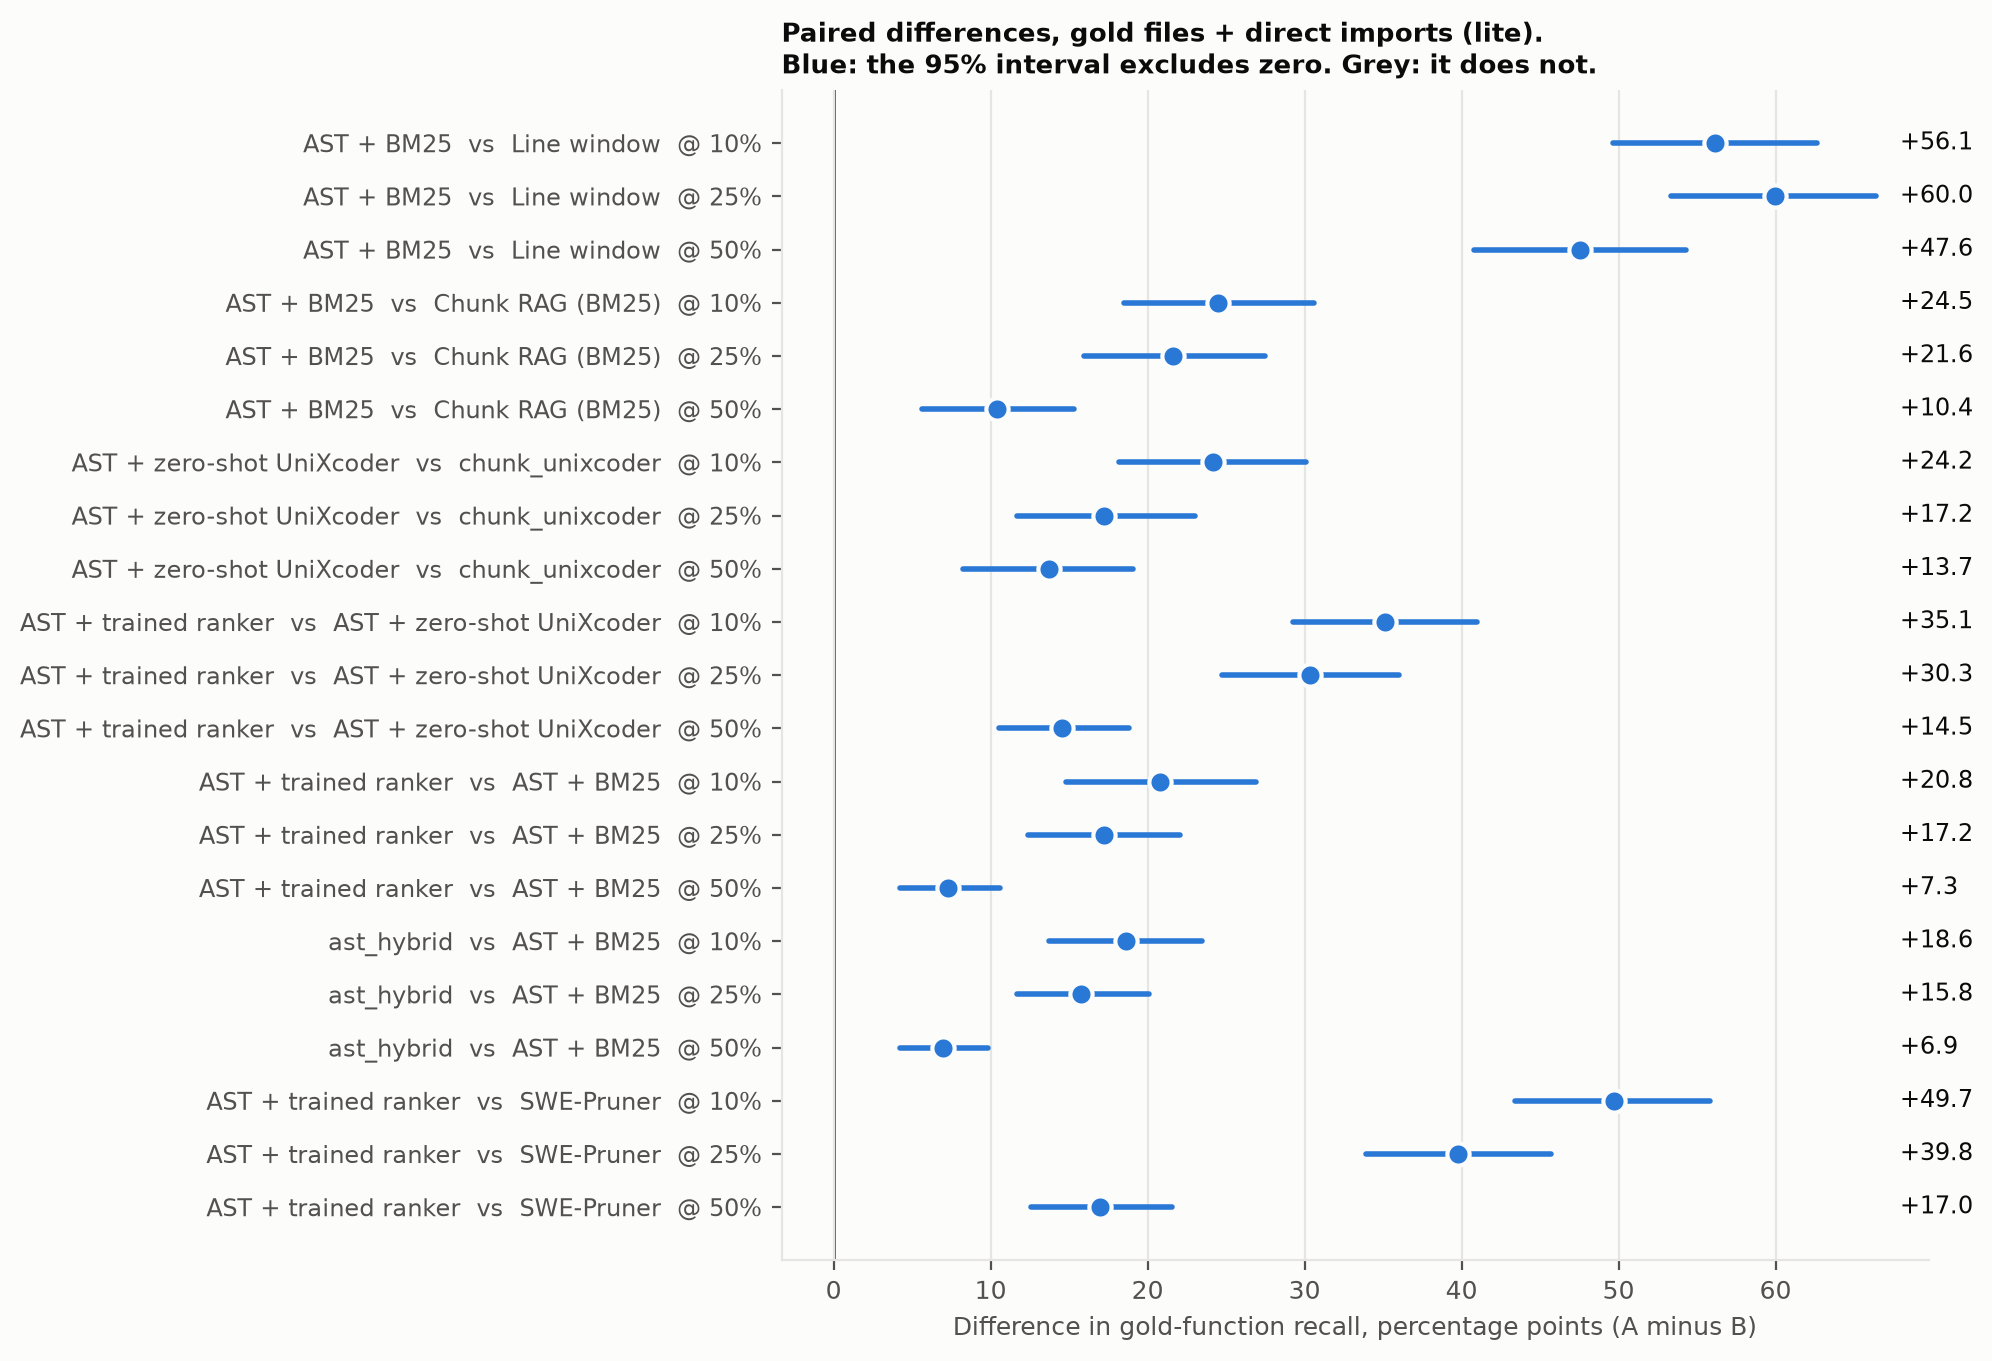 Paired differences, gold files + direct imports (lite).
Blue: the 95% interval excludes zero. Grey: it does not.
AST + BM25 vs Line window @ 10% +56.1
AST + BM25 vs Line window @ 25% +60.0
AST + BM25 vs Line window @ 50% +47.6
AST + BM25 vs Chunk RAG (BM25) @ 10% +24.5
AST + BM25 vs Chunk RAG (BM25) @ 25% +21.6
AST + BM25 vs Chunk RAG (BM25) @ 50% +10.4
AST + zero-shot UniXcoder vs chunk_unixcoder @ 10% +24.2
AST + zero-shot UniXcoder vs chunk_unixcoder @ 25% +17.2
AST + zero-shot UniXcoder vs chunk_unixcoder @ 50% +13.7
AST + trained ranker vs AST + zero-shot UniXcoder @ 10% +35.1
AST + trained ranker vs AST + zero-shot UniXcoder @ 25% +30.3
AST + trained ranker vs AST + zero-shot UniXcoder @ 50% +14.5
AST + trained ranker vs AST + BM25 @ 10% +20.8
AST + trained ranker vs AST + BM25 @ 25% +17.2
AST + trained ranker vs AST + BM25 @ 50% +7.3
ast_hybrid vs AST + BM25 @ 10% +18.6
ast_hybrid vs AST + BM25 @ 25% +15.8
ast_hybrid vs AST + BM25 @ 50% +6.9
AST + trained ranker vs SWE-Pruner @ 10% +49.7
AST + trained ranker vs SWE-Pruner @ 25% +39.8
AST + trained ranker vs SWE-Pruner @ 50% +17.0
0 10 20 30 40 50 60
Difference in gold-function recall, percentage points (A minus B)